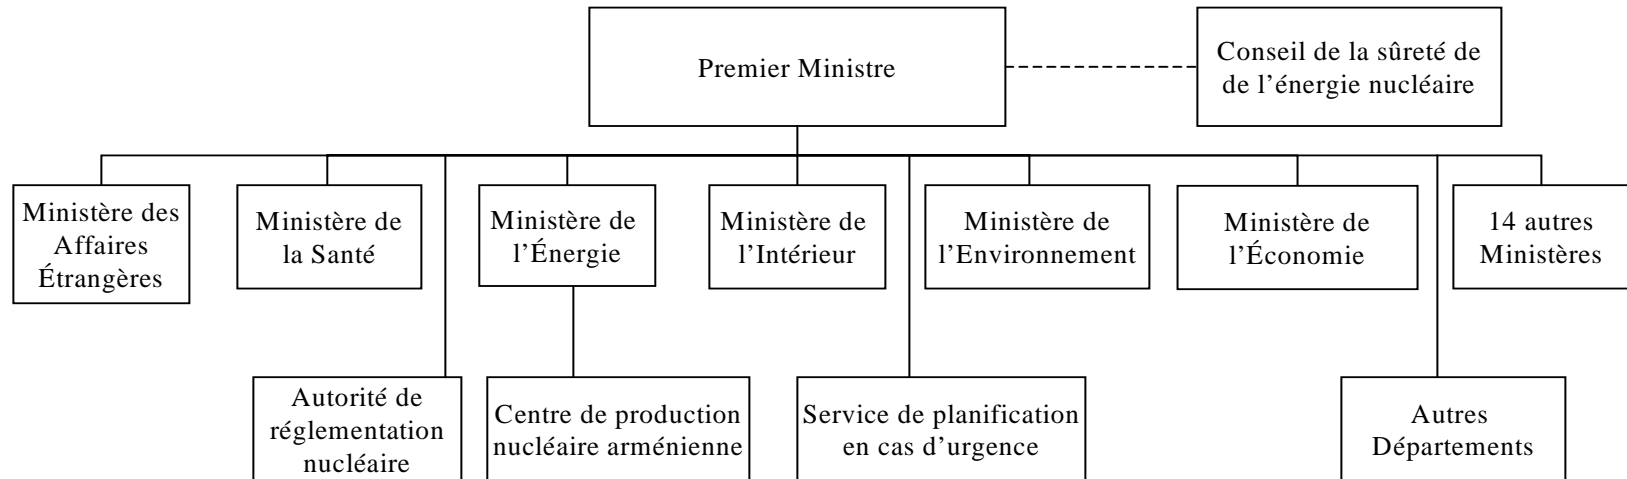 Premier Ministre
Conseil de la sûreté de
de l’énergie nucléaire
Ministère des
Affaires
Étrangères
Ministère de
la Santé
Ministère de
l’Énergie
Ministère de
l’Intérieur
Ministère de
l’Environnement
Ministère de
l’Économie
14 autres
Ministères
Autorité de
réglementation
nucléaire
Centre de production
nucléaire arménienne
Service de planification
en cas d’urgence
Autres
Départements